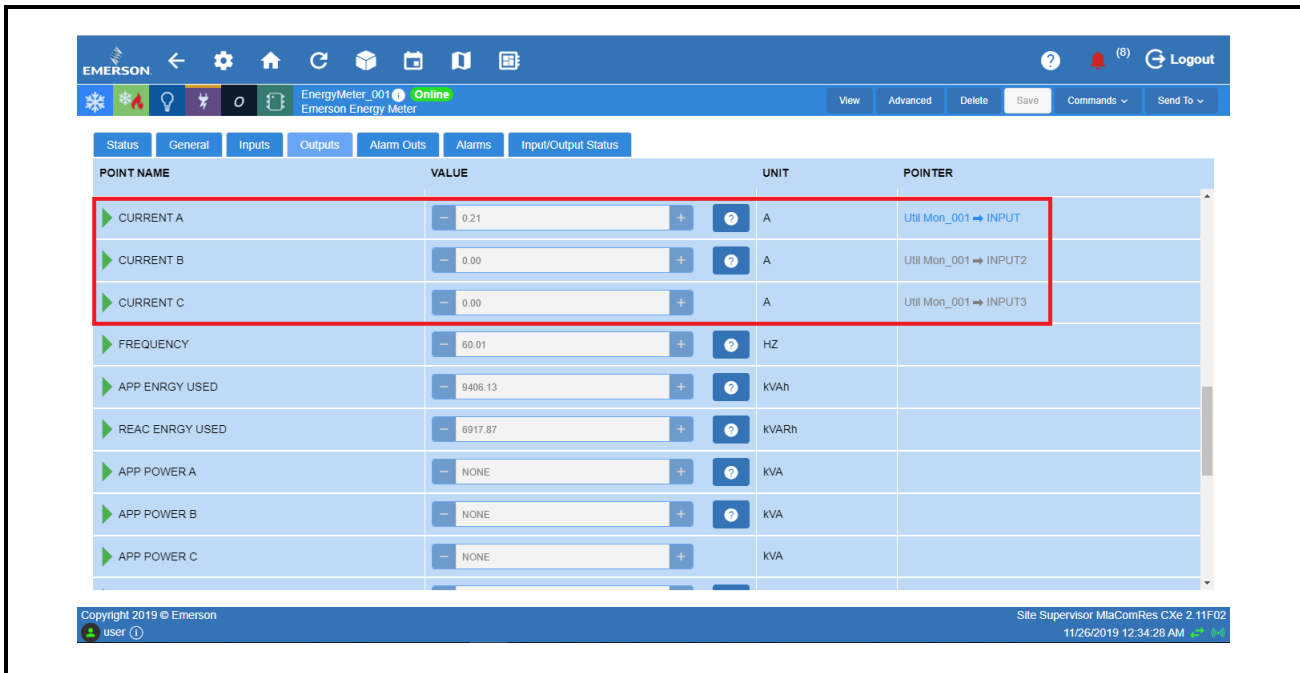 EMERSON
(8) Logout
EnergyMeter_001 Online
Emerson Energy Meter
View Advanced Delete Save Commands Send To
Status General Inputs Outputs Alarm Outs Alarms Input/Output Status
POINT NAME VALUE UNIT POINTER
CURRENT A - 0.21 + ? A Util Mon_001 ➡ INPUT
CURRENT B - 0.00 + ? A Util Mon_001 ➡ INPUT2
CURRENT C - 0.00 + A Util Mon_001 ➡ INPUT3
FREQUENCY - 60.01 + ? HZ
APP ENRGY USED - 9406.13 + ? kVAh
REAC ENRGY USED - 6917.87 + ? kVARh
APP POWER A - NONE + ? kVA
APP POWER B - NONE + ? kVA
APP POWER C - NONE + kVA
Copyright 2019 © Emerson Site Supervisor MlaComRes CXe 2.11F02
user 11/26/2019 12:34:28 AM